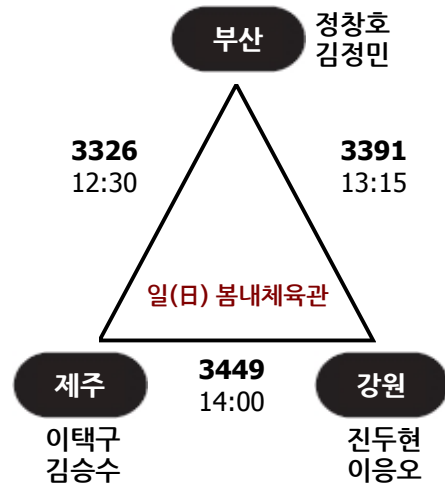 부산
정창호
김정민
3326
12:30
3391
13:15
일(日) 봄내체육관
제주
3449
14:00
강원
이택구
김승수
진두현
이응오